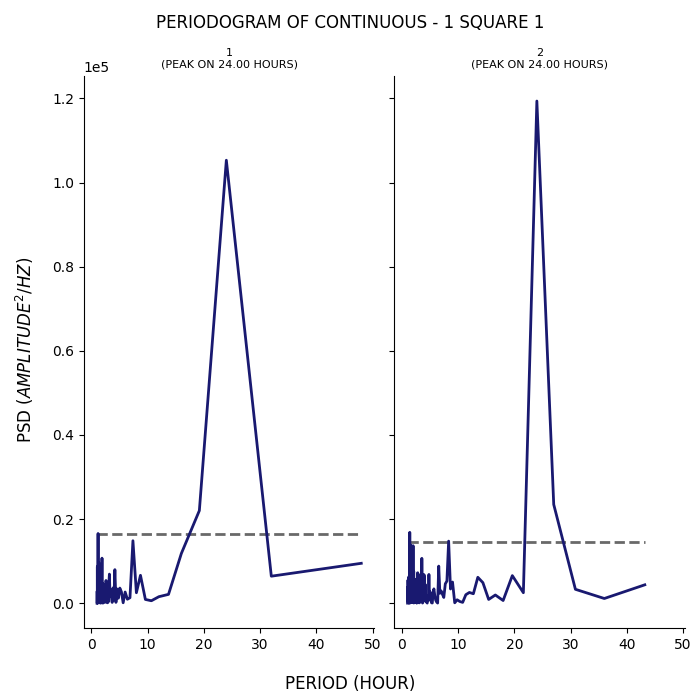 PERIODOGRAM OF CONTINUOUS - 1 SQUARE 1
1
(PEAK ON 24.00 HOURS)
2
(PEAK ON 24.00 HOURS)
1e5
1.2
1.0
0.8
0.6
0.4
0.2
0.0
PSD (AMPLITUDE²/HZ)
0 10 20 30 40 50
0 10 20 30 40 50
PERIOD (HOUR)